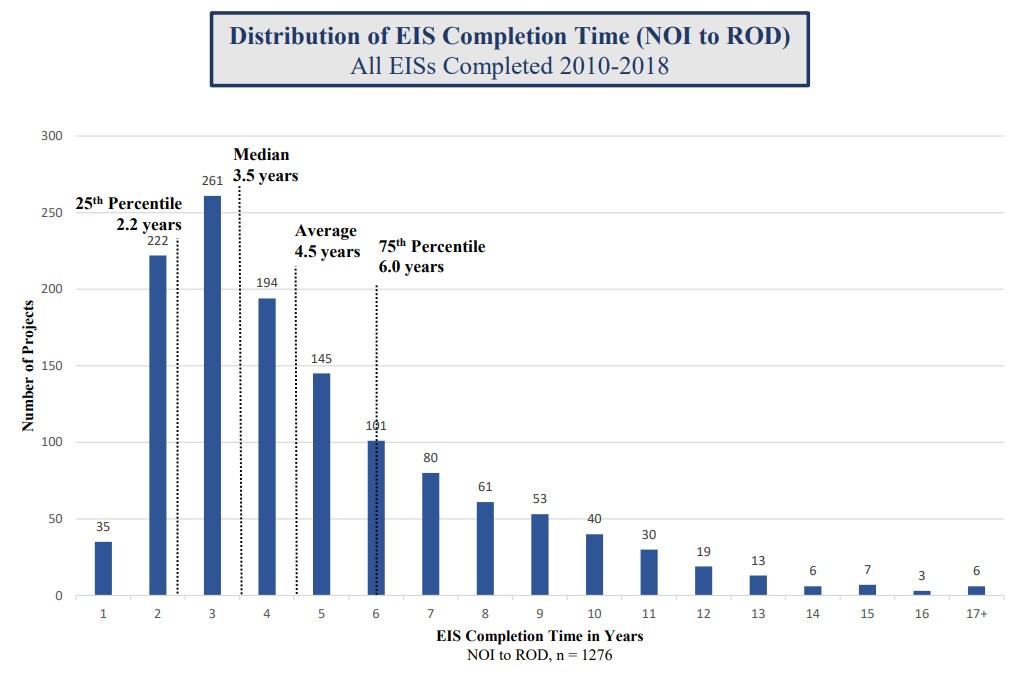 Distribution of EIS Completion Time (NOI to ROD)
All EISs Completed 2010-2018
Number of Projects
300
250
200
150
100
50
0
25th Percentile
2.2 years
Median
3.5 years
Average
4.5 years
75th Percentile
6.0 years
35
222
261
194
145
101
80
61
53
40
30
19
13
6
7
3
6
1 2 3 4 5 6 7 8 9 10 11 12 13 14 15 16 17+
EIS Completion Time in Years
NOI to ROD, n = 1276